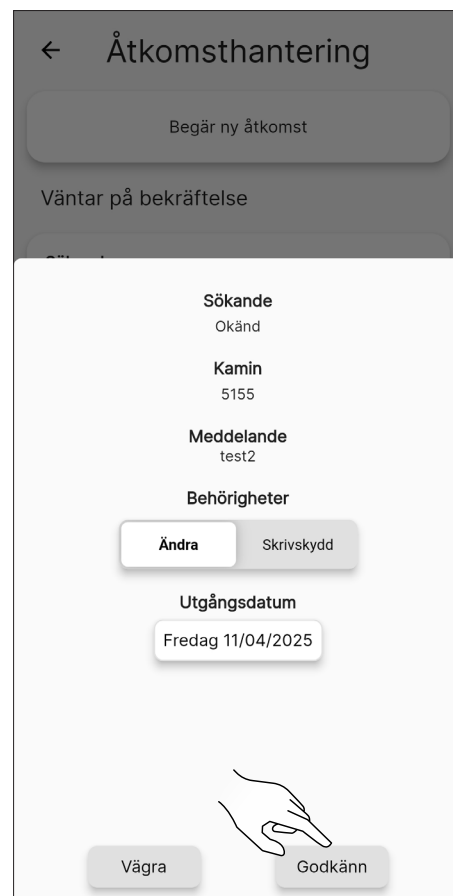 Åtkomsthantering
Begär ny åtkomst
Väntar på bekräftelse
Sökande
Okänd
Kamin
5155
Meddelande
test2
Behörigheter
Ändra Skrivskydd
Utgångsdatum
Fredag 11/04/2025
Vägra Godkänn